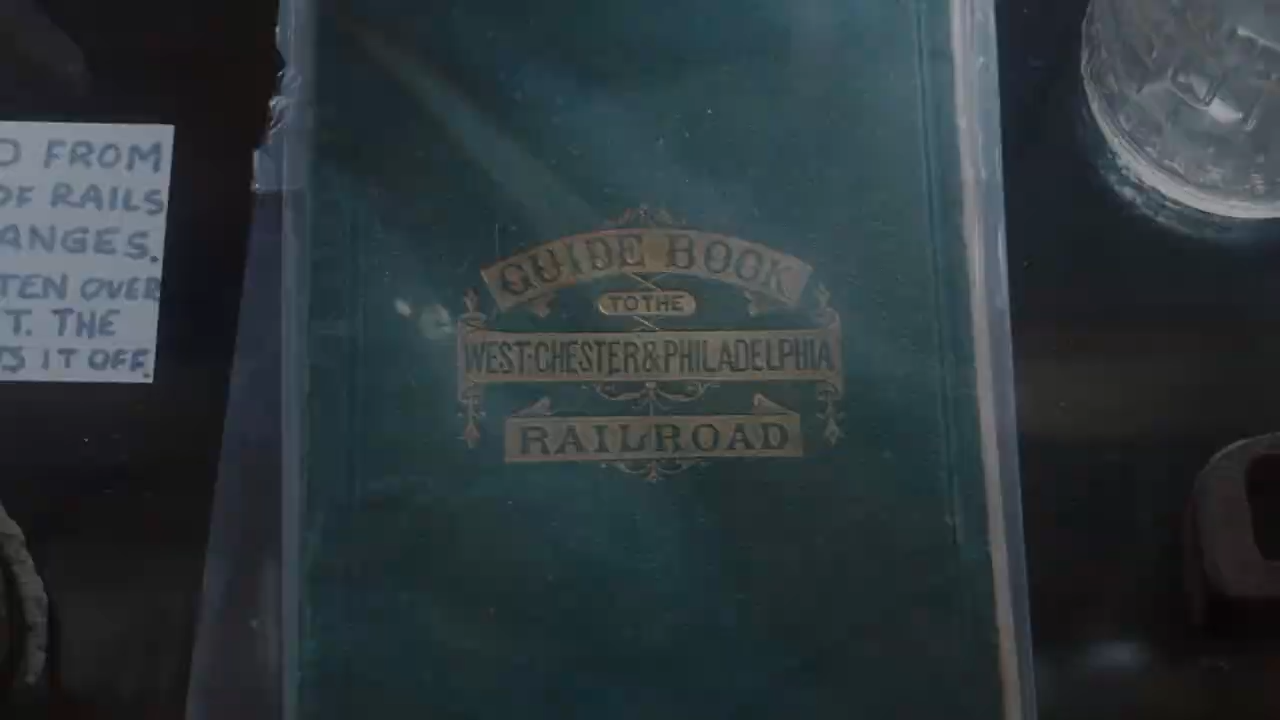 FROM
OF RAILS
ANGES.
TEN OVER
T. THE
IT OFF.
GUIDE BOOK
TO THE
WEST-CHESTER & PHILADELPHIA
RAILROAD